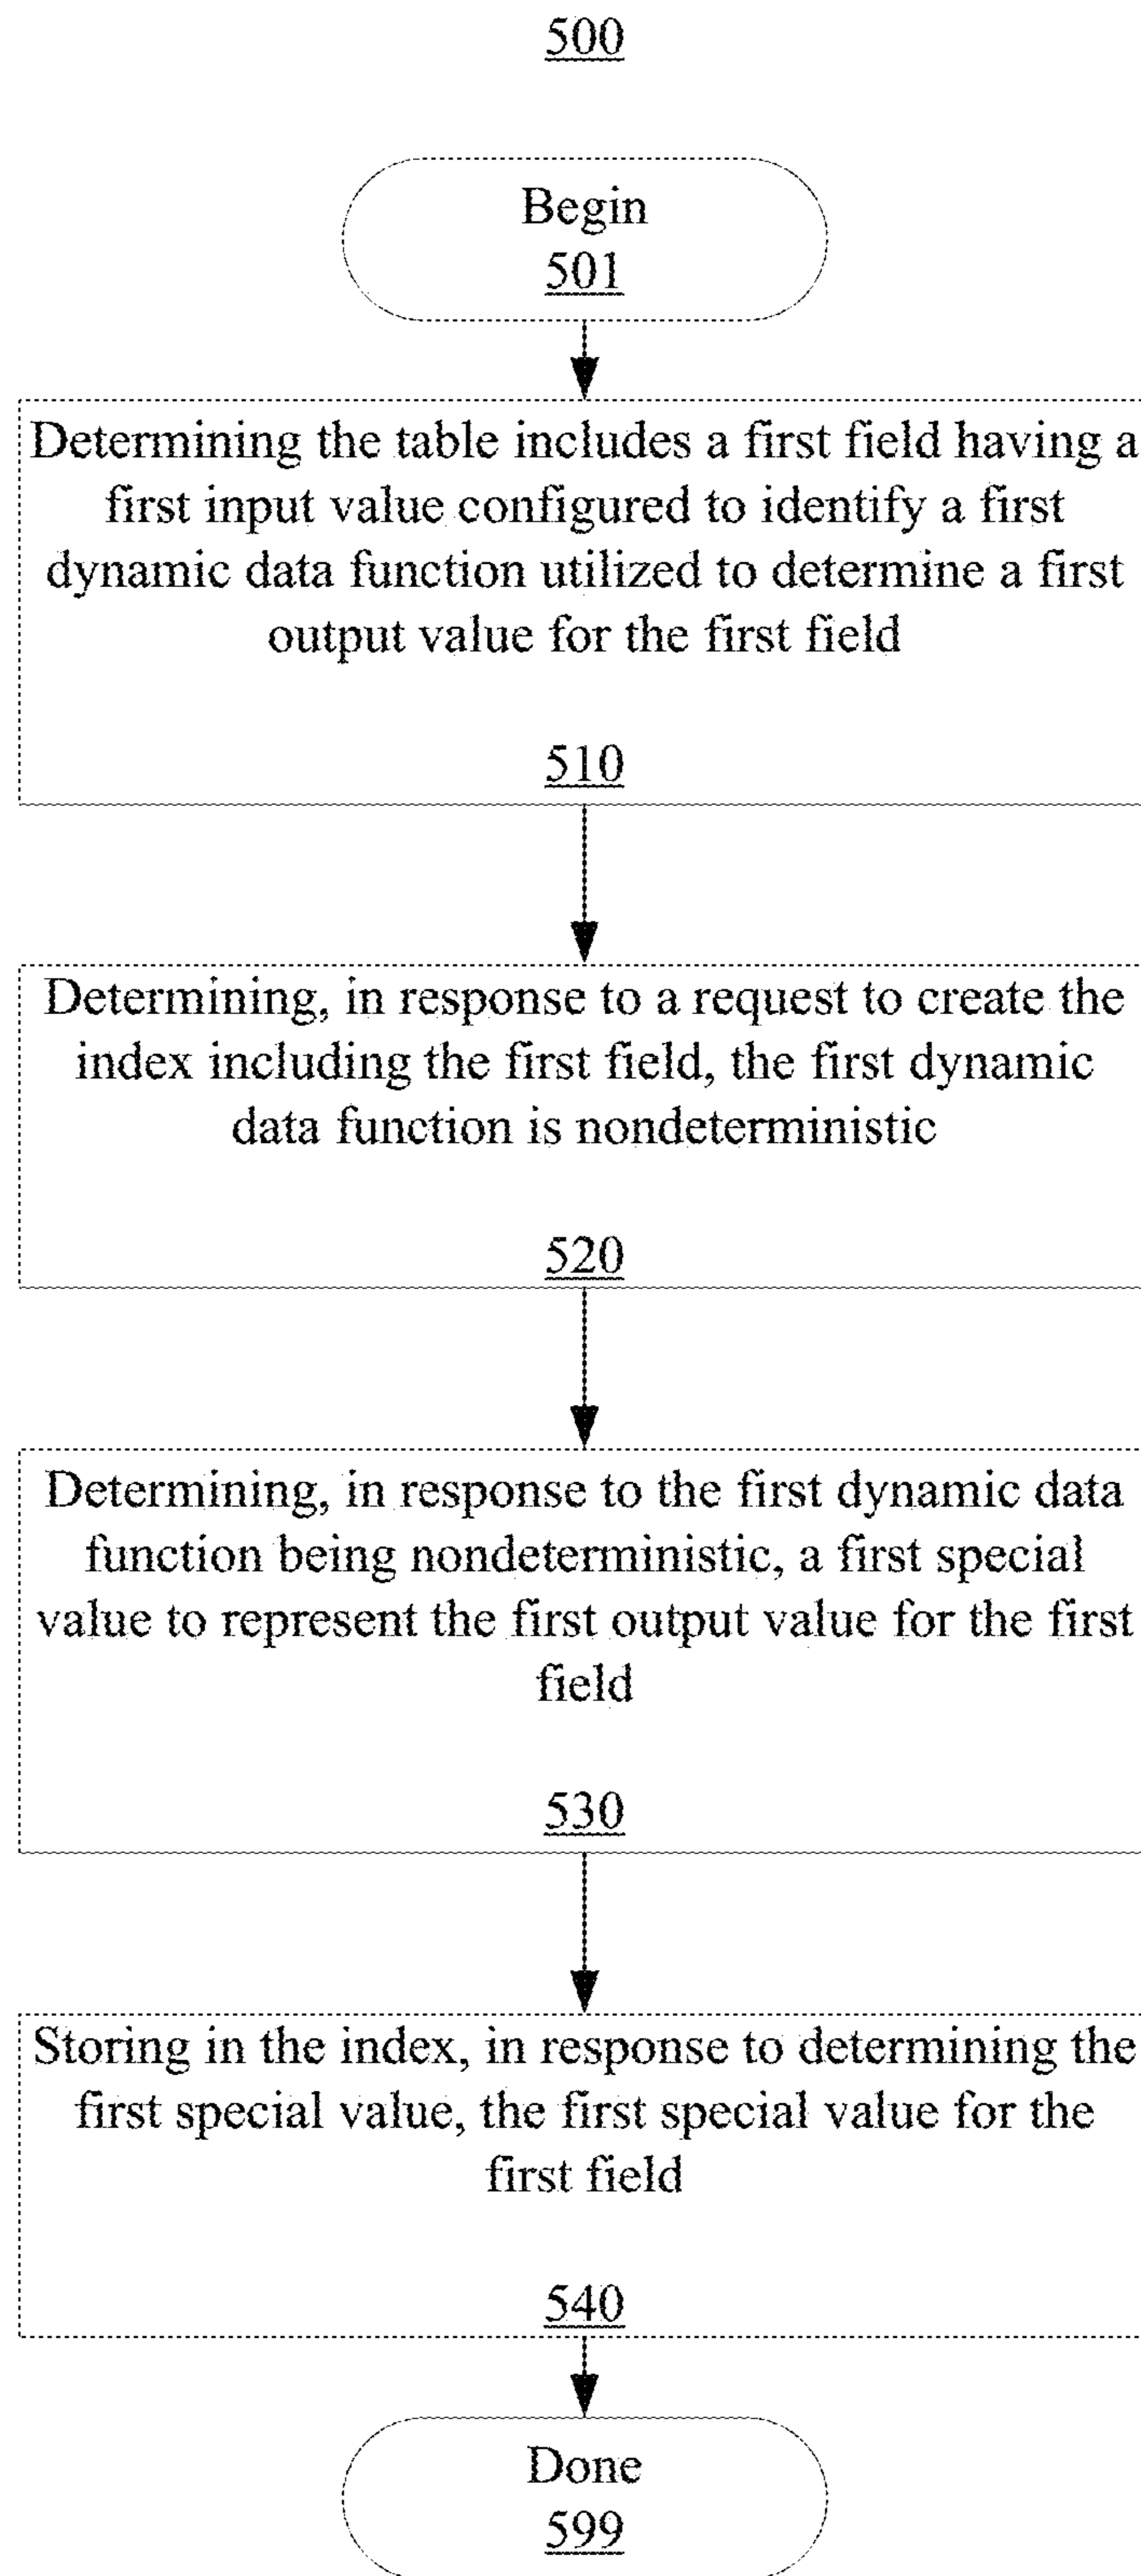 500
Begin
501
Determining the table includes a first field having a
first input value configured to identify a first
dynamic data function utilized to determine a first
output value for the first field
510
Determining, in response to a request to create the
index including the first field, the first dynamic
data function is nondeterministic
520
Determining, in response to the first dynamic data
function being nondeterministic, a first special
value to represent the first output value for the first
field
530
Storing in the index, in response to determining the
first special value, the first special value for the
first field
540
Done
599